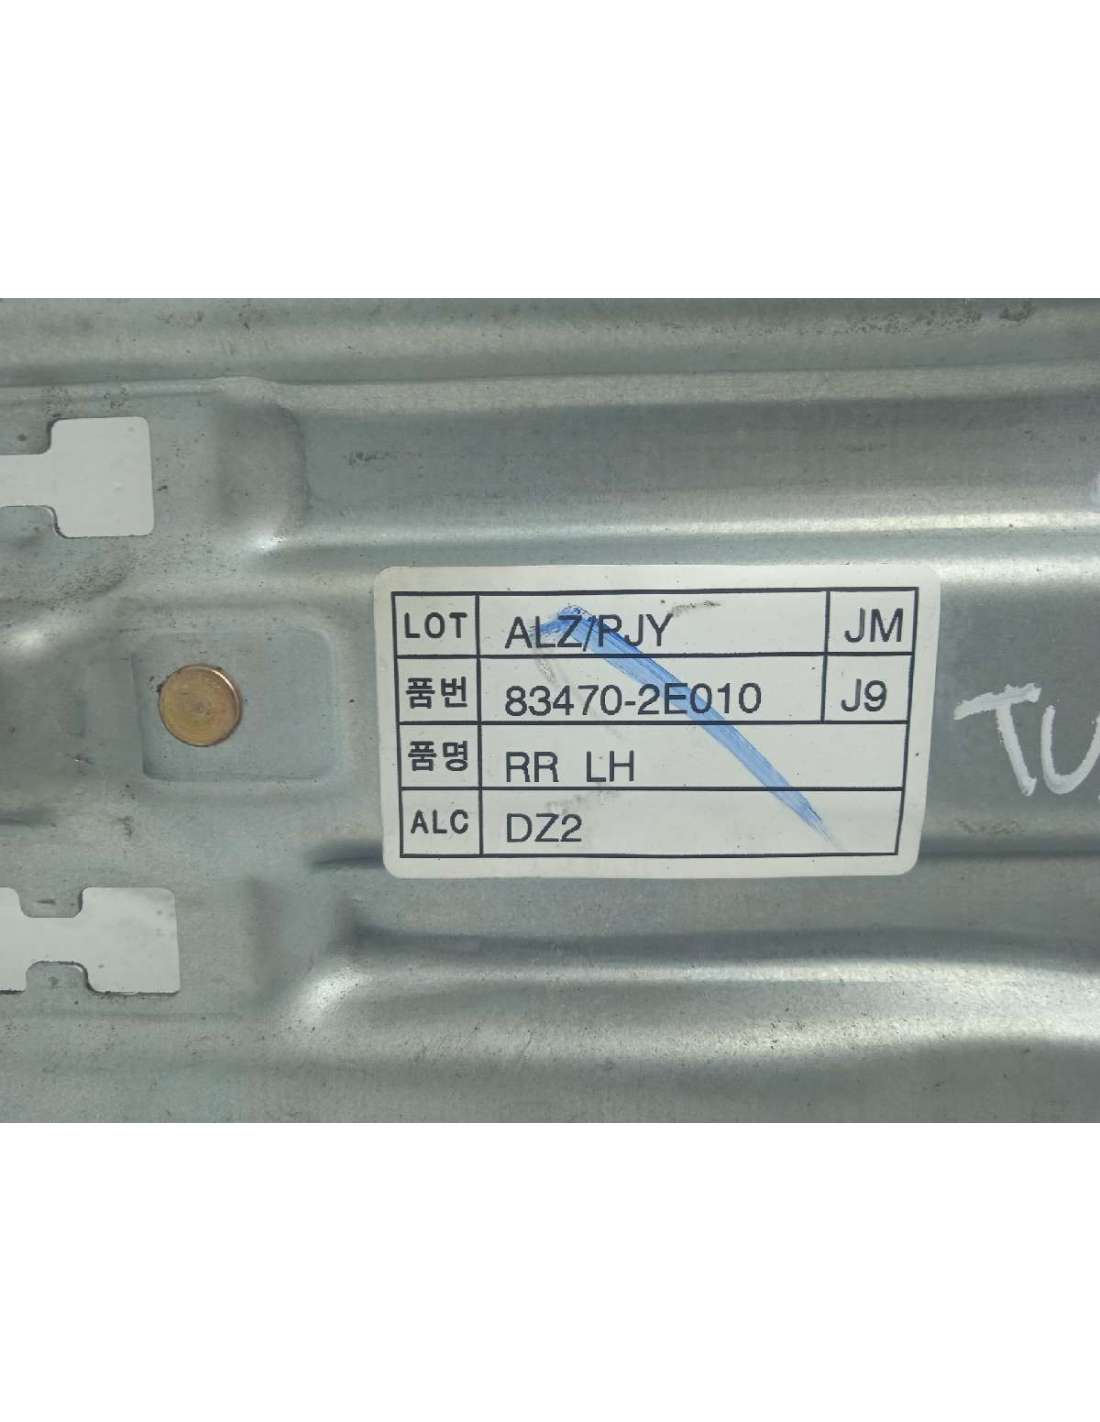 LOT ALZ/PJY JM
품번 83470-2E010 J9
품명 RR LH
ALC DZ2